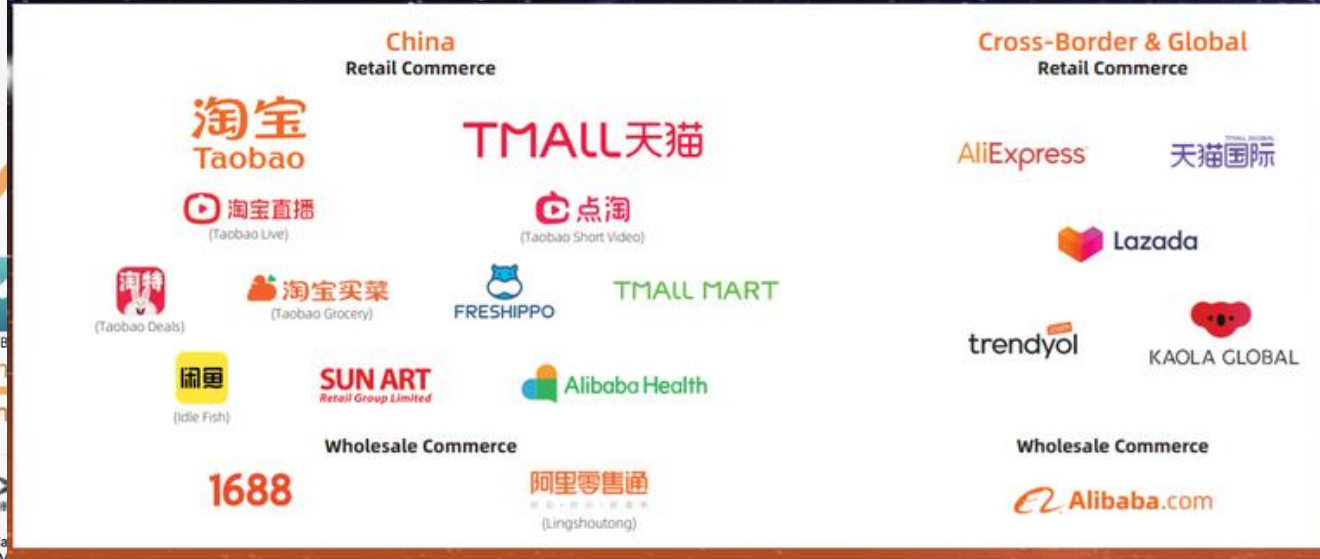 China
Retail Commerce
淘宝
Taobao
TMALL天猫
淘宝直播
(Taobao Live)
点淘
(Taobao Short Video)
淘特
(Taobao Deals)
淘宝买菜
(Taobao Grocery)
FRESHIPPO
TMALL MART
闲鱼
(Idle Fish)
SUN ART
Retail Group Limited
Alibaba Health
Wholesale Commerce
1688
阿里零售通
(Lingshoutong)
Cross-Border & Global
Retail Commerce
AliExpress
TMALL GLOBAL
天猫国际
Lazada
trendyol
.com
KAOLA GLOBAL
Wholesale Commerce
Alibaba.com